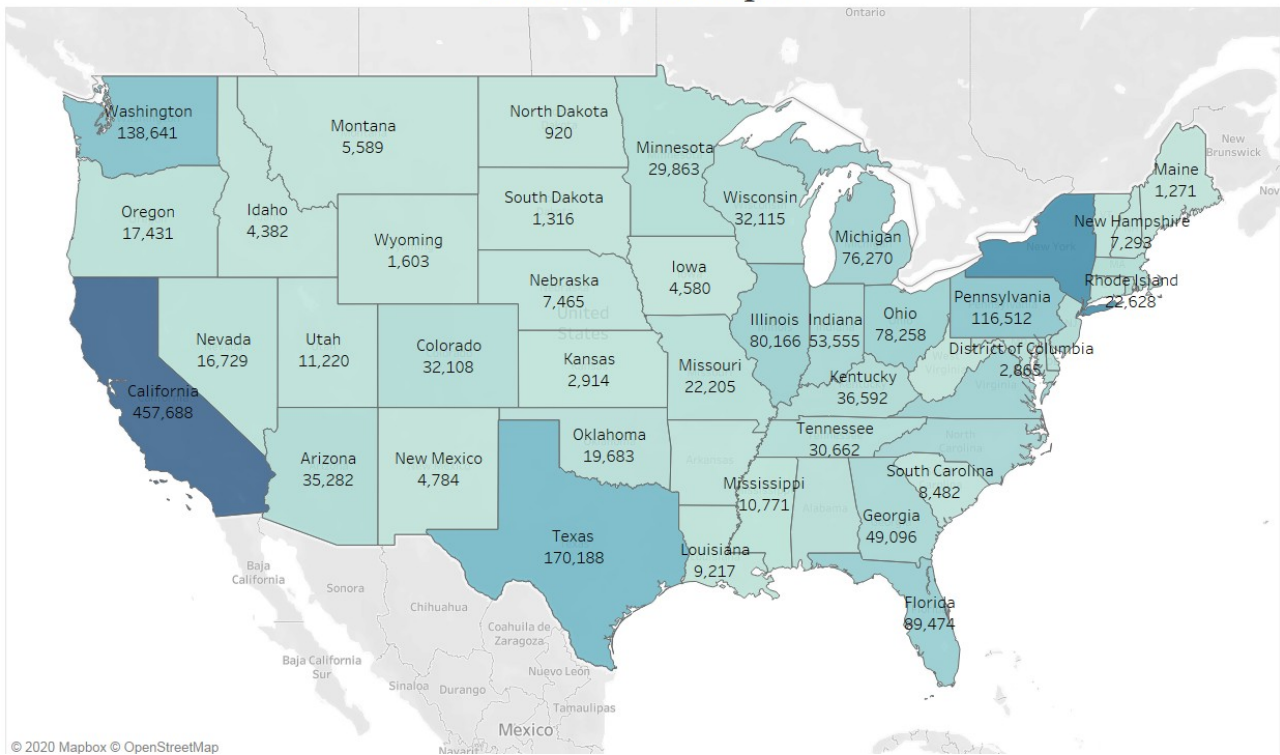 Ontario
Washington
138,641
Montana
5,589
North Dakota
920
Minnesota
29,863
New
Brunswick
Maine
1,271
Oregon
17,431
Idaho
4,382
South Dakota
1,316
Wisconsin
32,115
Michigan
76,270
New Hampshire
7,293
New York
Wyoming
1,603
Nebraska
7,465
Iowa
4,580
Rhode Island
22,628
Pennsylvania
116,512
Nevada
16,729
Utah
11,220
Colorado
32,108
United
States
Kansas
2,914
Illinois
80,166
Indiana
53,555
Ohio
78,258
District of Columbia
2,865
California
457,688
Missouri
22,205
Kentucky
36,592
Virginia
Arizona
35,282
New Mexico
4,784
Oklahoma
19,683
Arkansas
Tennessee
30,662
North
Carolina
South Carolina
8,482
Mississippi
10,771
Alabama
Georgia
49,096
Texas
170,188
Louisiana
9,217
Florida
89,474
Baja
California
Sonora
Chihuahua
Coahuila de
Zaragoza
Baja California
Sur
Sinaloa
Durango
Nuevo León
Tamaulipas
Mexico
© 2020 Mapbox © OpenStreetMap